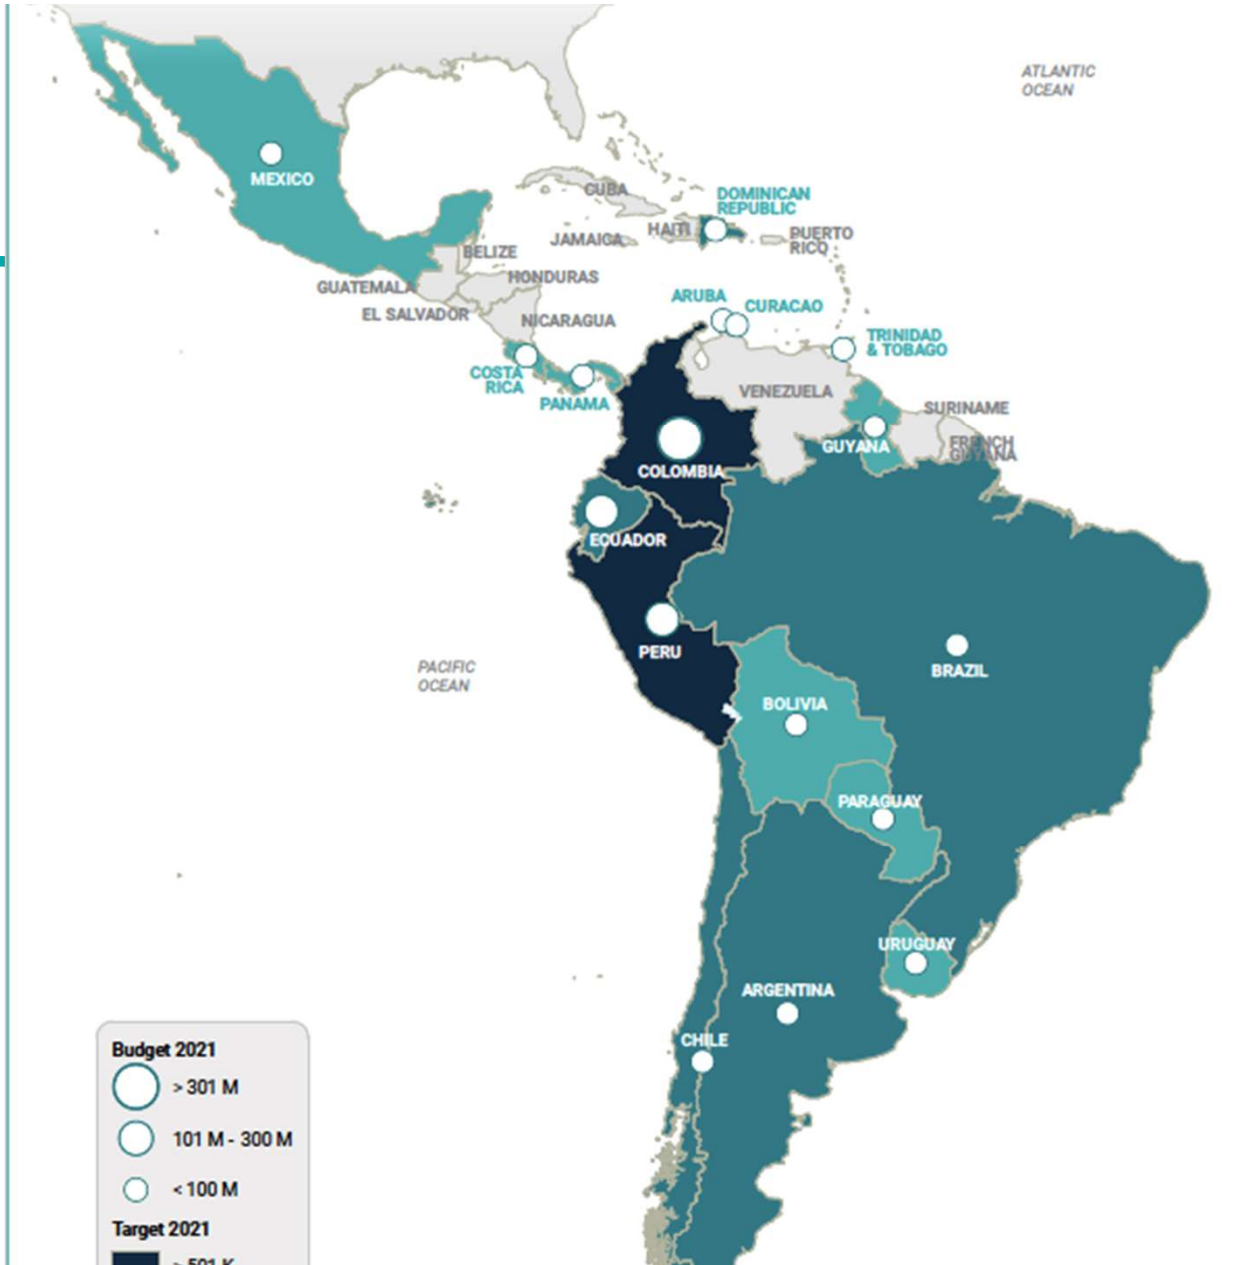 ATLANTIC
OCEAN
MEXICO
CUBA
DOMINICAN
REPUBLIC
HAITI
JAMAICA
PUERTO
RICO
BELIZE
HONDURAS
GUATEMALA
EL SALVADOR
NICARAGUA
ARUBA
CURACAO
TRINIDAD
& TOBAGO
COSTA
RICA
PANAMA
VENEZUELA
SURINAME
GUYANA
FRENCH
GUYANA
COLOMBIA
ECUADOR
PERU
PACIFIC
OCEAN
BRAZIL
BOLIVIA
PARAGUAY
URUGUAY
ARGENTINA
CHILE
Budget 2021
> 301 M
101 M - 300 M
< 100 M
Target 2021
> 501 K